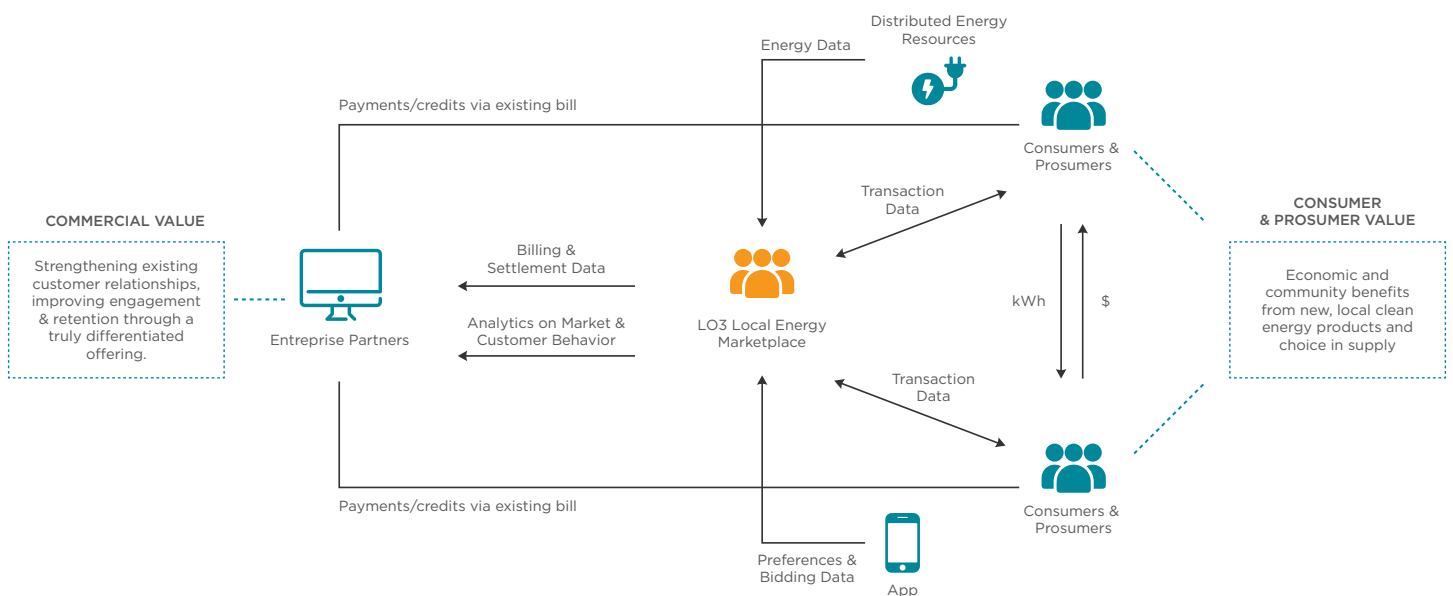 Distributed Energy
Resources
Energy Data
Payments/credits via existing bill
Consumers &
Prosumers
Transaction
Data
COMMERCIAL VALUE
Strengthening existing
customer relationships,
improving engagement
& retention through a
truly differentiated
offering.
Entreprise Partners
Billing &
Settlement Data
Analytics on Market &
Customer Behavior
LO3 Local Energy
Marketplace
kWh
$
CONSUMER
& PROSUMER VALUE
Economic and
community benefits
from new, local clean
energy products and
choice in supply
Transaction
Data
Payments/credits via existing bill
Consumers &
Prosumers
Preferences &
Bidding Data
App